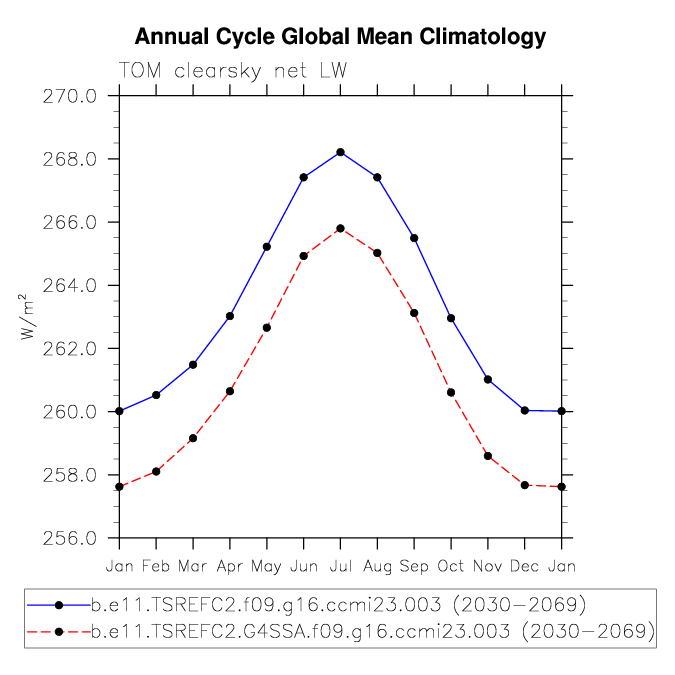 Annual Cycle Global Mean Climatology
TOM clearsky net LW
270.0
268.0
266.0
264.0
262.0
260.0
258.0
256.0
W/m²
Jan Feb Mar Apr May Jun Jul Aug Sep Oct Nov Dec Jan
b.e11.TSREFC2.f09.g16.ccmi23.003 (2030-2069)
b.e11.TSREFC2.G4SSA.f09.g16.ccmi23.003 (2030-2069)